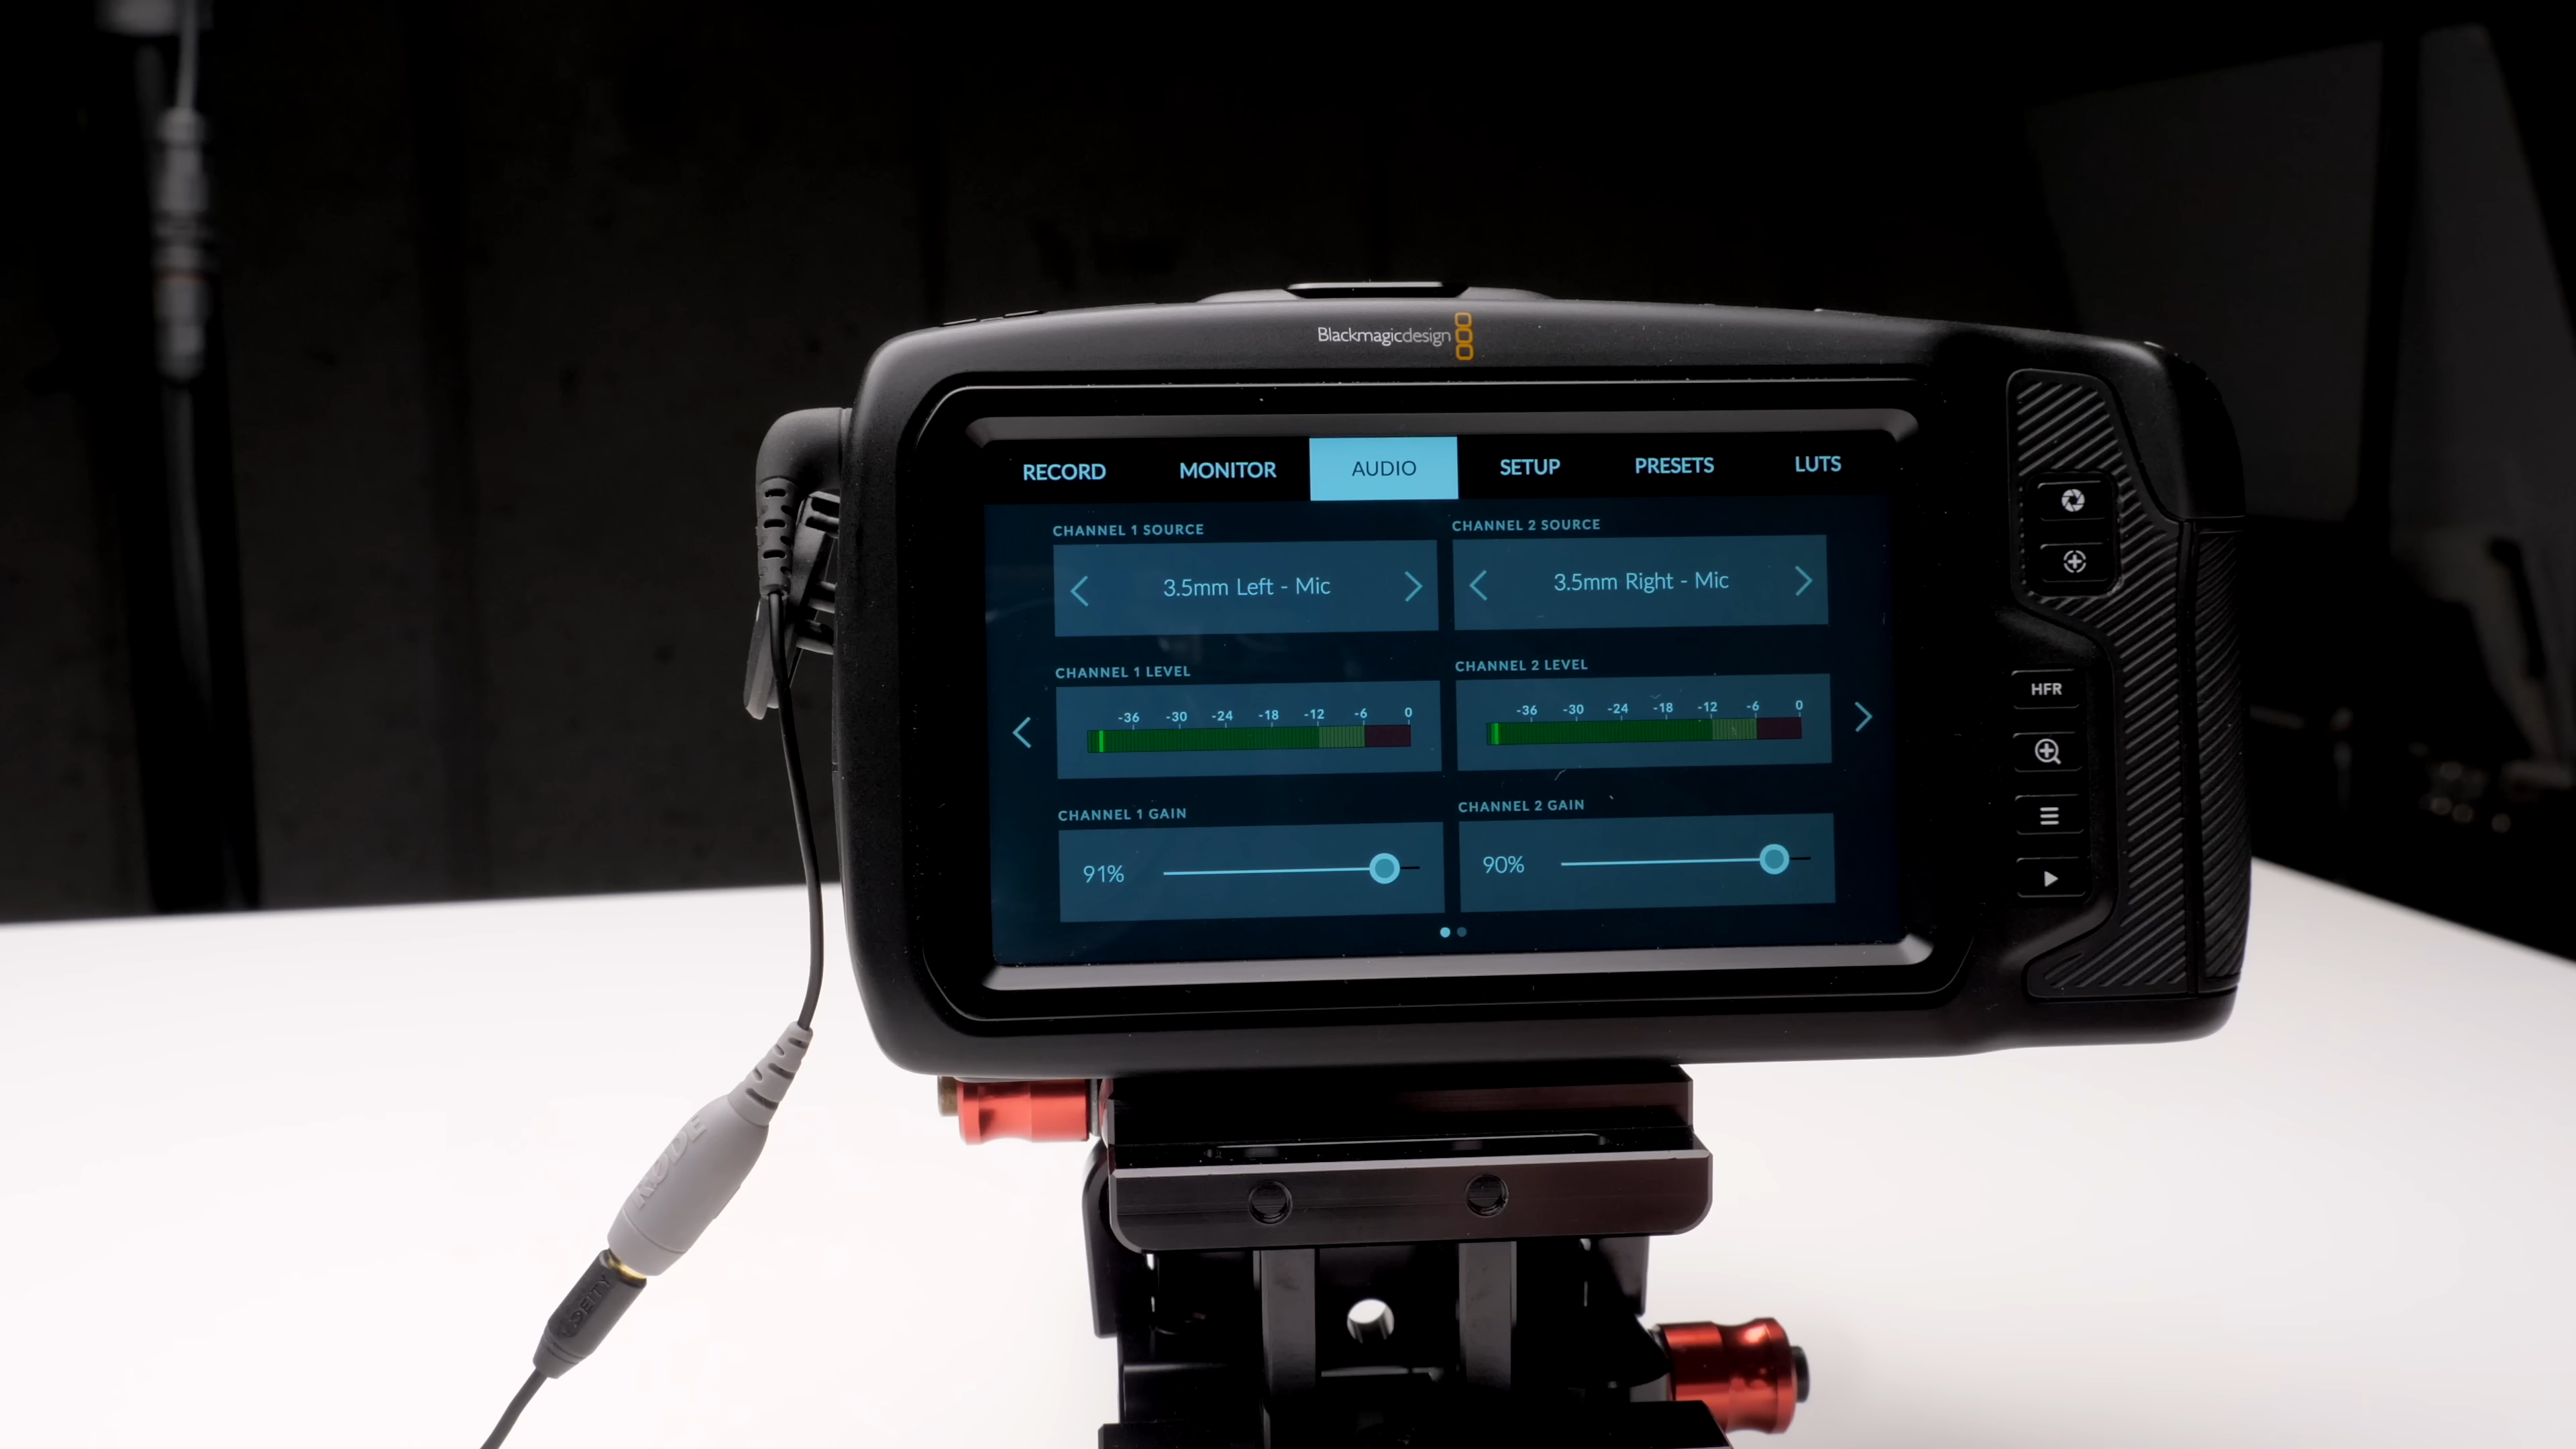 Blackmagicdesign
RECORD MONITOR AUDIO SETUP PRESETS LUTS
CHANNEL 1 SOURCE CHANNEL 2 SOURCE
3.5mm Left - Mic 3.5mm Right - Mic
CHANNEL 1 LEVEL CHANNEL 2 LEVEL
-36 -30 -24 -18 -12 -6 0 -36 -30 -24 -18 -12 -6 0
CHANNEL 1 GAIN CHANNEL 2 GAIN
91% 90%
HFR
RØDE
DEITY